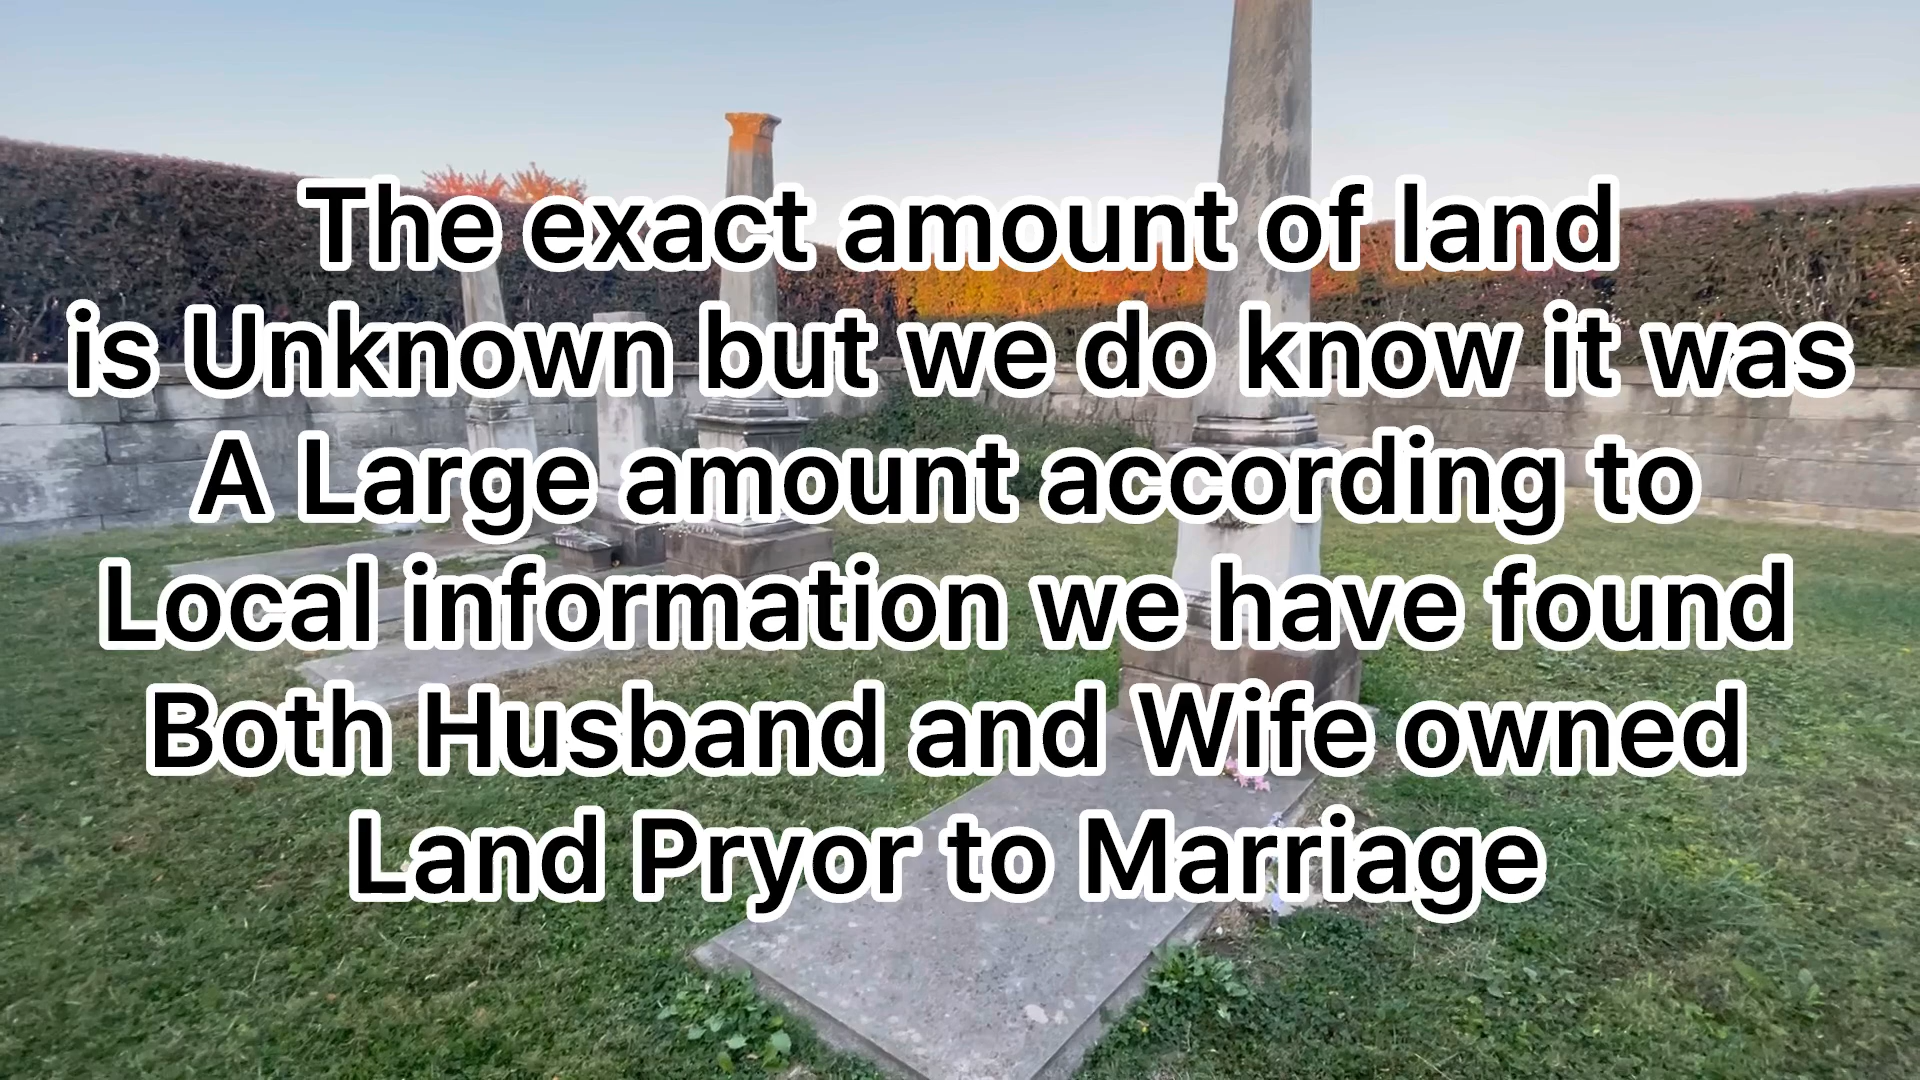 The exact amount of land
is Unknown but we do know it was
A Large amount according to
Local information we have found
Both Husband and Wife owned
Land Pryor to Marriage